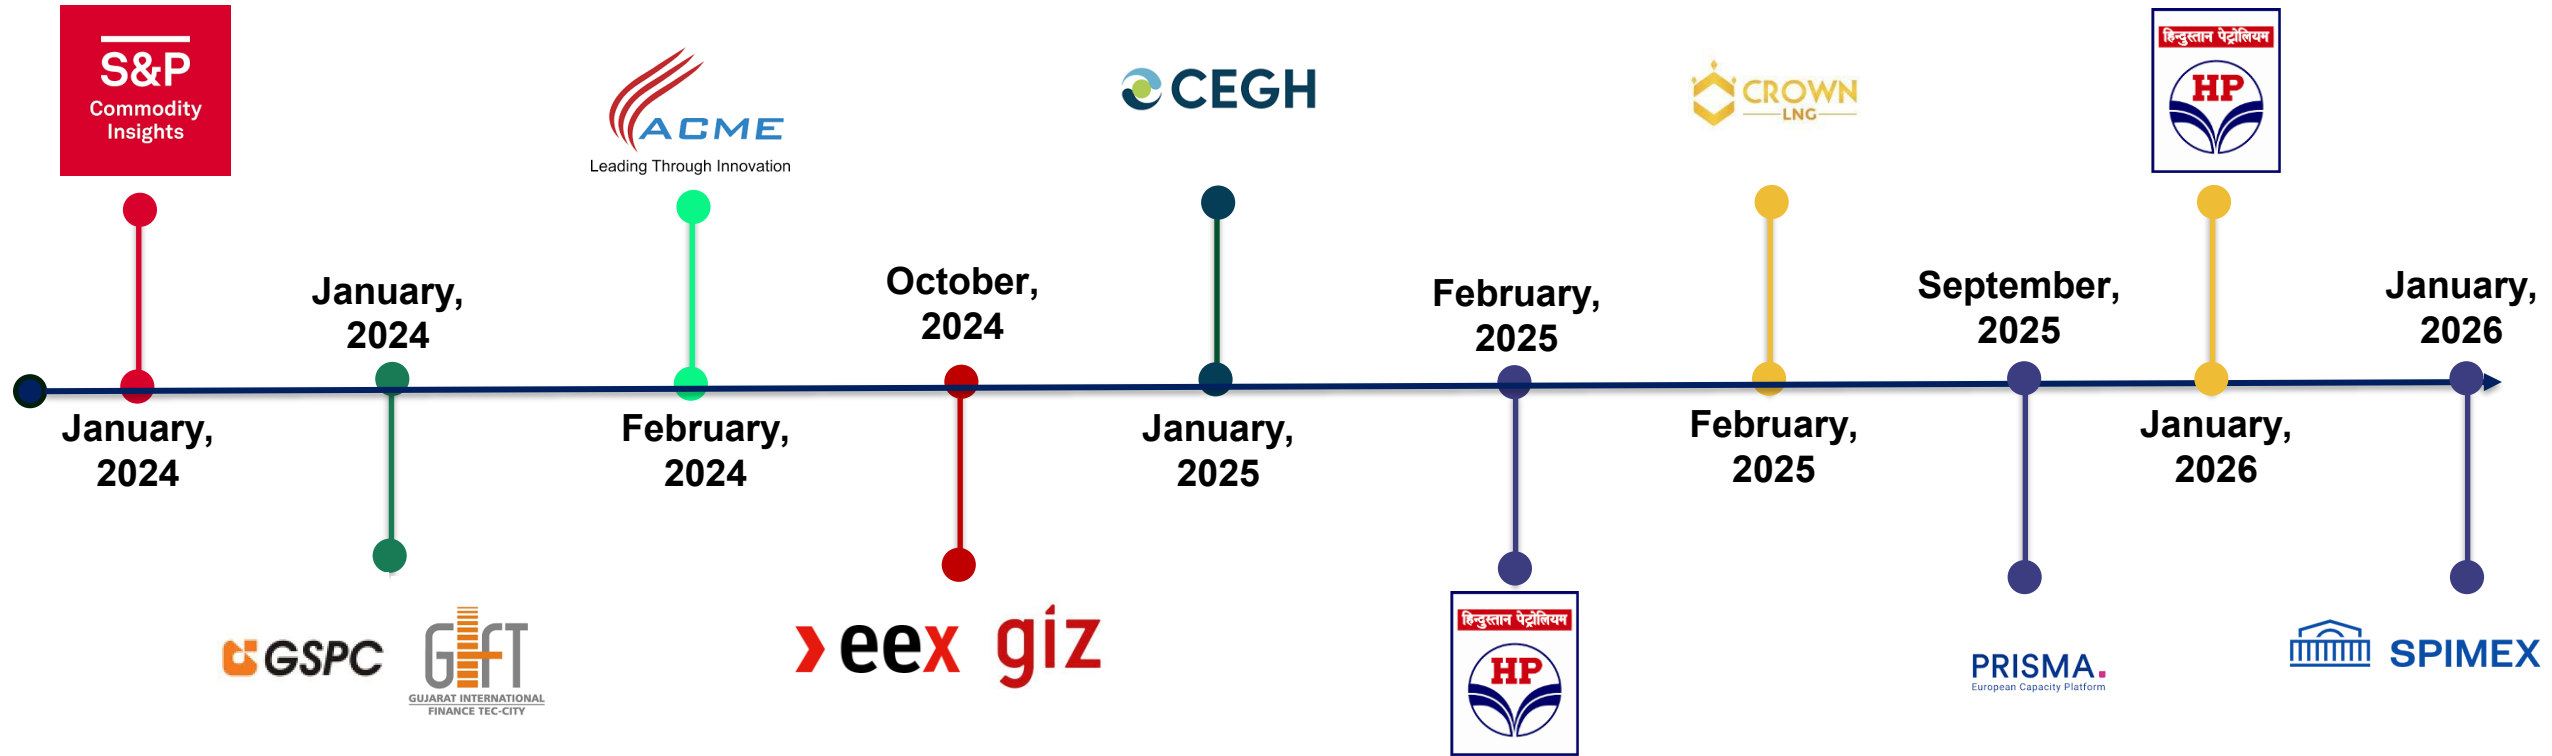 S&P
Commodity
Insights
January,
2024
January,
2024
GSPC
GIFT
GUJARAT INTERNATIONAL
FINANCE TEC-CITY
ACME
Leading Through Innovation
February,
2024
October,
2024
eex
giz
CEGH
January,
2025
February,
2025
हिन्दुस्तान पेट्रोलियम
HP
CROWN
LNG
February,
2025
September,
2025
PRISMA.
European Capacity Platform
हिन्दुस्तान पेट्रोलियम
HP
January,
2026
January,
2026
SPIMEX